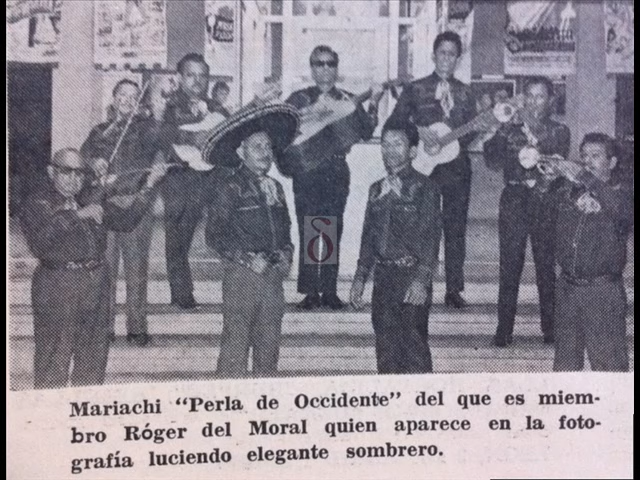 Mariachi "Perla de Occidente" del que es miem-
bro Róger del Moral quien aparece en la foto-
grafía luciendo elegante sombrero.